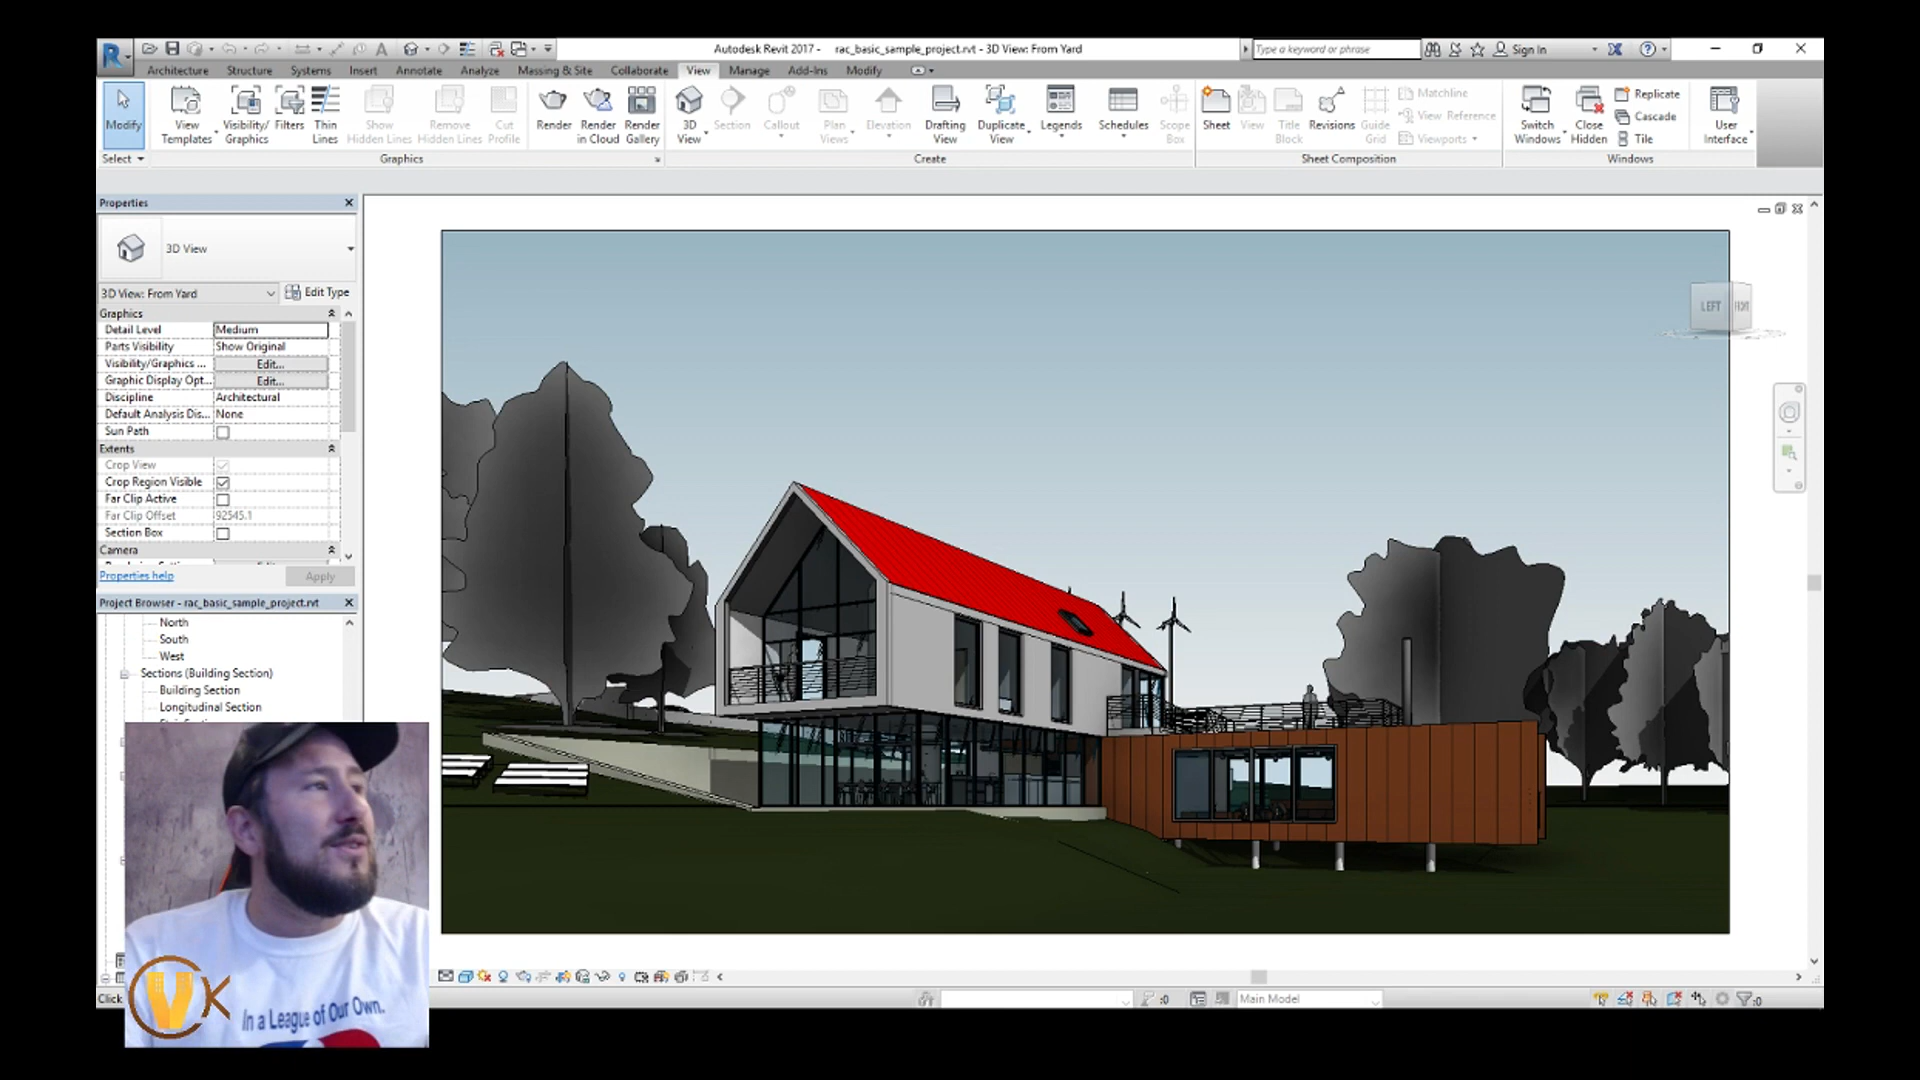 Autodesk Revit 2017 - rac_basic_sample_project.rvt - 3D View: From Yard
Type a keyword or phrase
Sign In
Architecture Structure Systems Insert Annotate Analyze Massing & Site Collaborate View Manage Add-Ins Modify
Modify
View Templates
Visibility/ Graphics
Filters
Thin Lines
Show Hidden Lines
Remove Hidden Lines
Cut Profile
Render
Render in Cloud
Render Gallery
3D View
Section
Callout
Plan Views
Elevation
Drafting View
Duplicate View
Legends
Schedules
Scope Box
Sheet
View
Title Block
Revisions
Guide Grid
Matchline
View Reference
Viewports
Switch Windows
Close Hidden
Replicate
Cascade
Tile
User Interface
Select Graphics Create Sheet Composition Windows
Properties
3D View
3D View: From Yard Edit Type
Graphics
Detail Level Medium
Parts Visibility Show Original
Visibility/Graphics ... Edit...
Graphic Display Opt... Edit...
Discipline Architectural
Default Analysis Dis... None
Sun Path
Extents
Crop View
Crop Region Visible
Far Clip Active
Far Clip Offset 92545.1
Section Box
Camera
Properties help Apply
Project Browser - rac_basic_sample_project.rvt
North
South
West
Sections (Building Section)
Building Section
Longitudinal Section
LEFT
Click
:0
Main Model
:0
In a League of Our Own.
VK